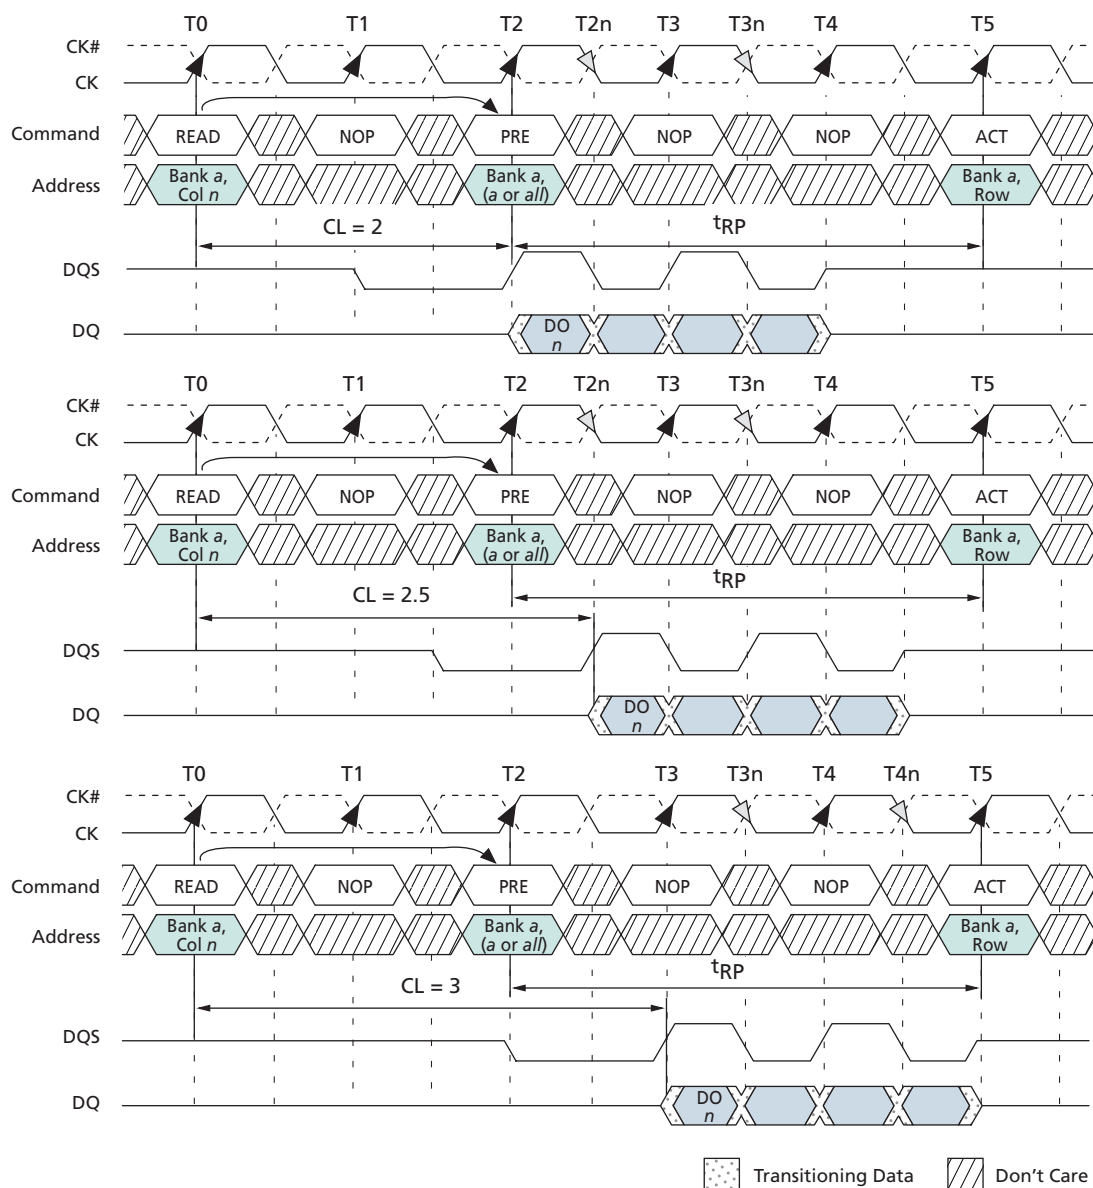 T0 T1 T2 T2n T3 T3n T4 T5
CK#
CK
Command READ NOP PRE NOP NOP ACT
Address Bank a, Col n Bank a, (a or all) Bank a, Row
CL = 2 tRP
DQS
DQ DO n
T0 T1 T2 T2n T3 T3n T4 T5
CK#
CK
Command READ NOP PRE NOP NOP ACT
Address Bank a, Col n Bank a, (a or all) Bank a, Row
CL = 2.5 tRP
DQS
DQ DO n
T0 T1 T2 T3 T3n T4 T4n T5
CK#
CK
Command READ NOP PRE NOP NOP ACT
Address Bank a, Col n Bank a, (a or all) Bank a, Row
CL = 3 tRP
DQS
DQ DO n
Transitioning Data Don't Care